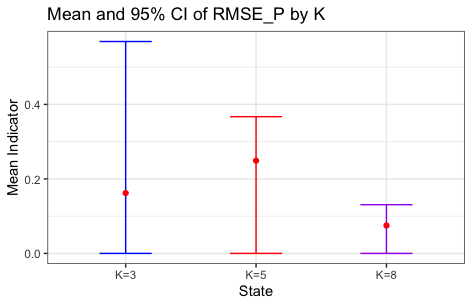 Mean and 95% CI of RMSE_P by K
Mean Indicator
0.4
0.2
0.0
K=3 K=5 K=8
State